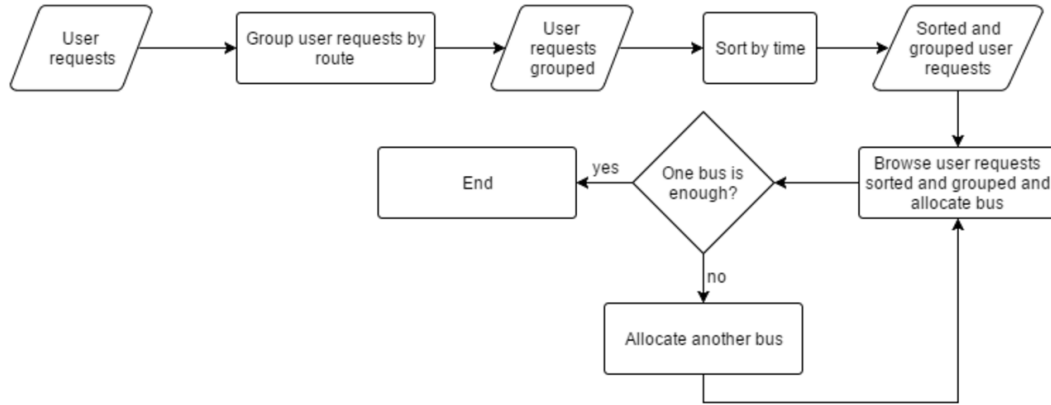 User
requests
Group user requests by
route
User
requests
grouped
Sort by time
Sorted and
grouped user
requests
Browse user requests
sorted and grouped and
allocate bus
One bus is
enough?
yes
End
no
Allocate another bus